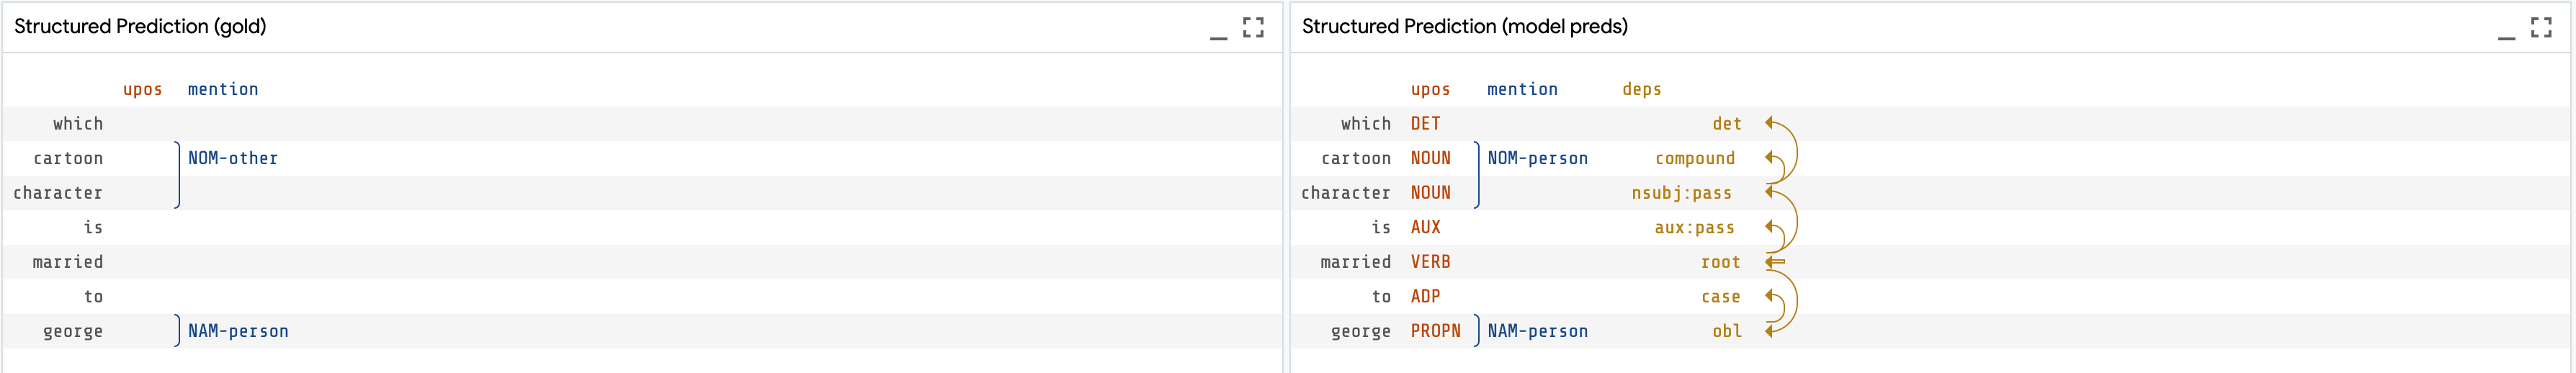 Structured Prediction (gold)
upos mention
which
cartoon NOM-other
character
is
married
to
george NAM-person
Structured Prediction (model preds)
upos mention deps
which DET det
cartoon NOUN NOM-person compound
character NOUN nsubj:pass
is AUX aux:pass
married VERB root
to ADP case
george PROPN NAM-person obl